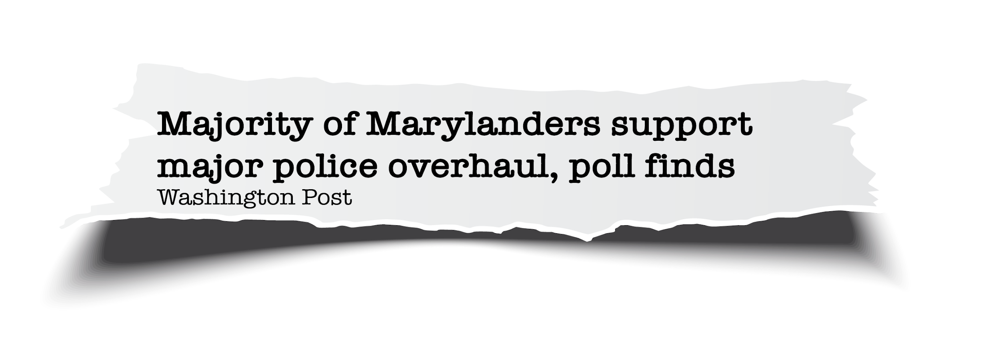 Majority of Marylanders support
major police overhaul, poll finds
Washington Post